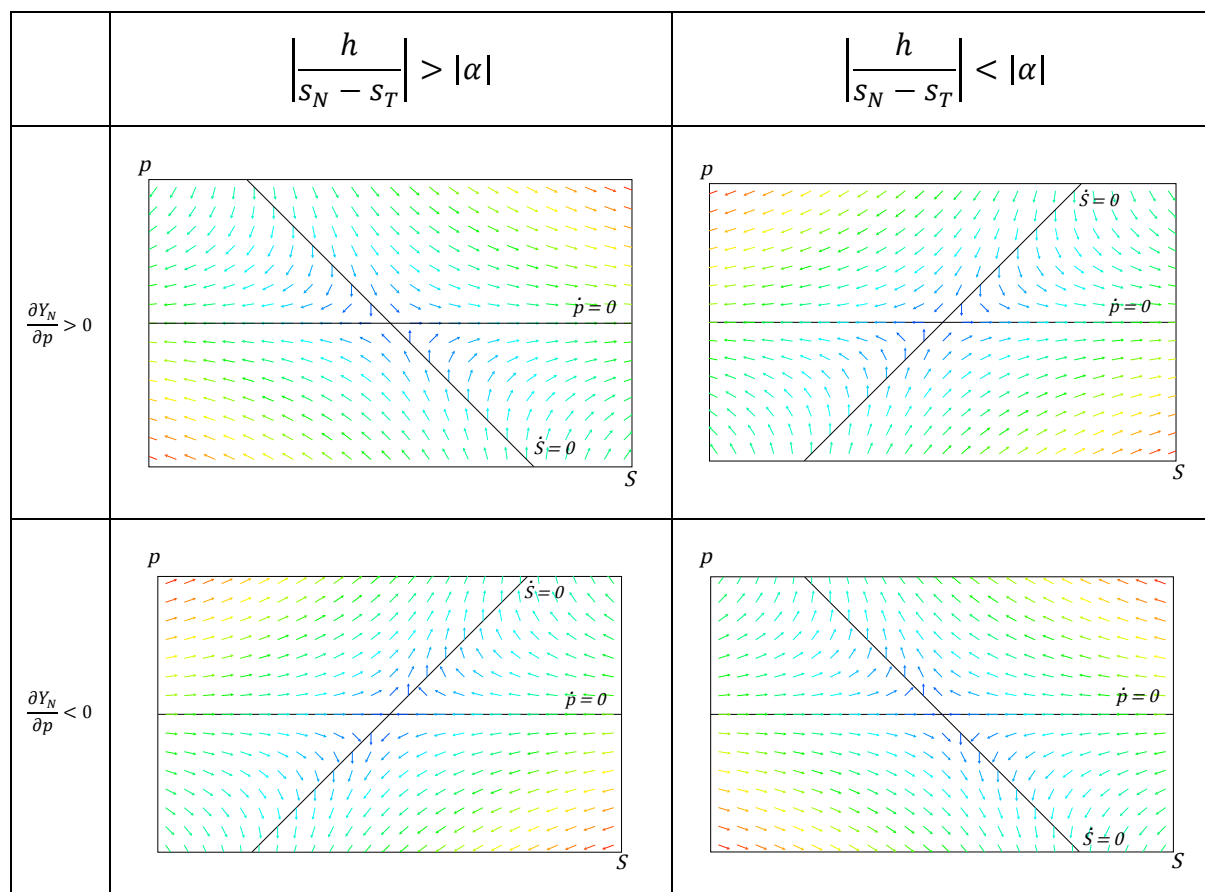 |h/(s_N − s_T)| > |α|
|h/(s_N − s_T)| < |α|
∂Y_N/∂p > 0
p
ṗ = 0
Ṡ = 0
S
p
Ṡ = 0
ṗ = 0
S
∂Y_N/∂p < 0
p
Ṡ = 0
ṗ = 0
S
p
ṗ = 0
Ṡ = 0
S